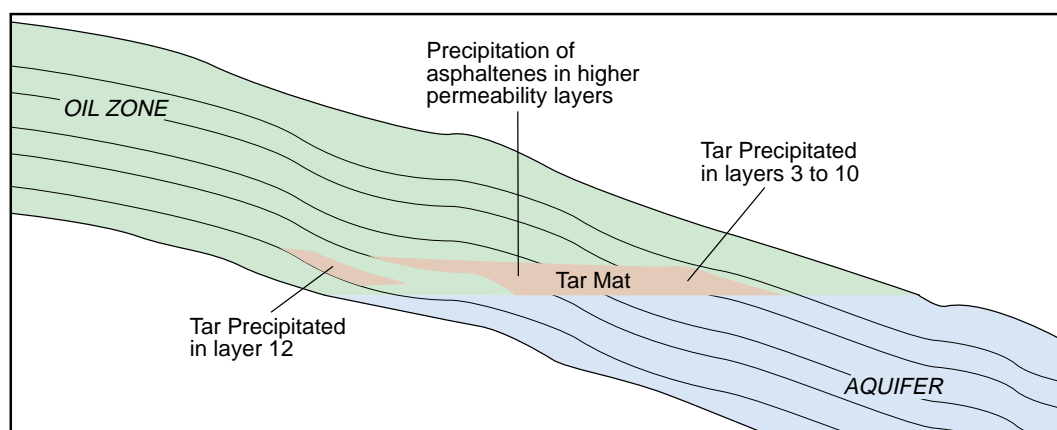 Precipitation of
asphaltenes in higher
permeability layers
OIL ZONE
Tar Precipitated
in layers 3 to 10
Tar Mat
Tar Precipitated
in layer 12
AQUIFER